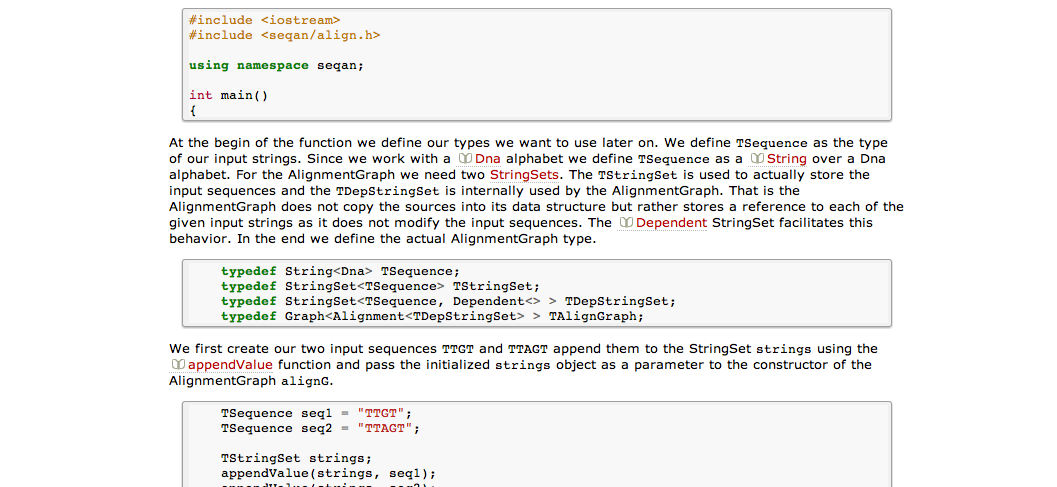 #include <iostream>
#include <seqan/align.h>
using namespace seqan;
int main()
{
At the begin of the function we define our types we want to use later on. We define TSequence as the type
of our input strings. Since we work with a Dna alphabet we define TSequence as a String over a Dna
alphabet. For the AlignmentGraph we need two StringSets. The TStringSet is used to actually store the
input sequences and the TDepStringSet is internally used by the AlignmentGraph. That is the
AlignmentGraph does not copy the sources into its data structure but rather stores a reference to each of the
given input strings as it does not modify the input sequences. The Dependent StringSet facilitates this
behavior. In the end we define the actual AlignmentGraph type.
typedef String<Dna> TSequence;
typedef StringSet<TSequence> TStringSet;
typedef StringSet<TSequence, Dependent<> > TDepStringSet;
typedef Graph<Alignment<TDepStringSet> > TAlignGraph;
We first create our two input sequences TTGT and TTAGT append them to the StringSet strings using the
appendValue function and pass the initialized strings object as a parameter to the constructor of the
AlignmentGraph alignG.
TSequence seq1 = "TTGT";
TSequence seq2 = "TTAGT";
TStringSet strings;
appendValue(strings, seq1);